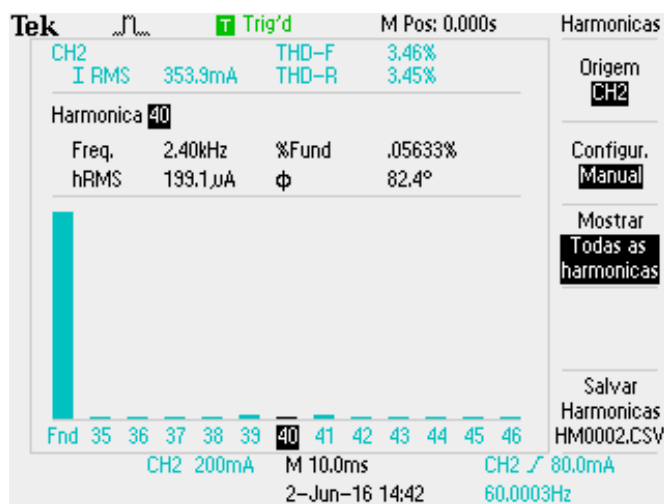 Tek Trig'd M Pos: 0.000s Harmonicas
CH2 THD-F 3.46%
I RMS 353.9mA THD-R 3.45%
Origem
CH2
Harmonica 40
Freq. 2.40kHz %Fund .05633%
hRMS 199.1µA ϕ 82.4º
Configur.
Manual
Mostrar
Todas as
harmonicas
Salvar
Harmonicas
HM0002.CSV
Fnd 35 36 37 38 39 40 41 42 43 44 45 46
CH2 200mA M 10.0ms CH2 80.0mA
2-Jun-16 14:42 60.0003Hz